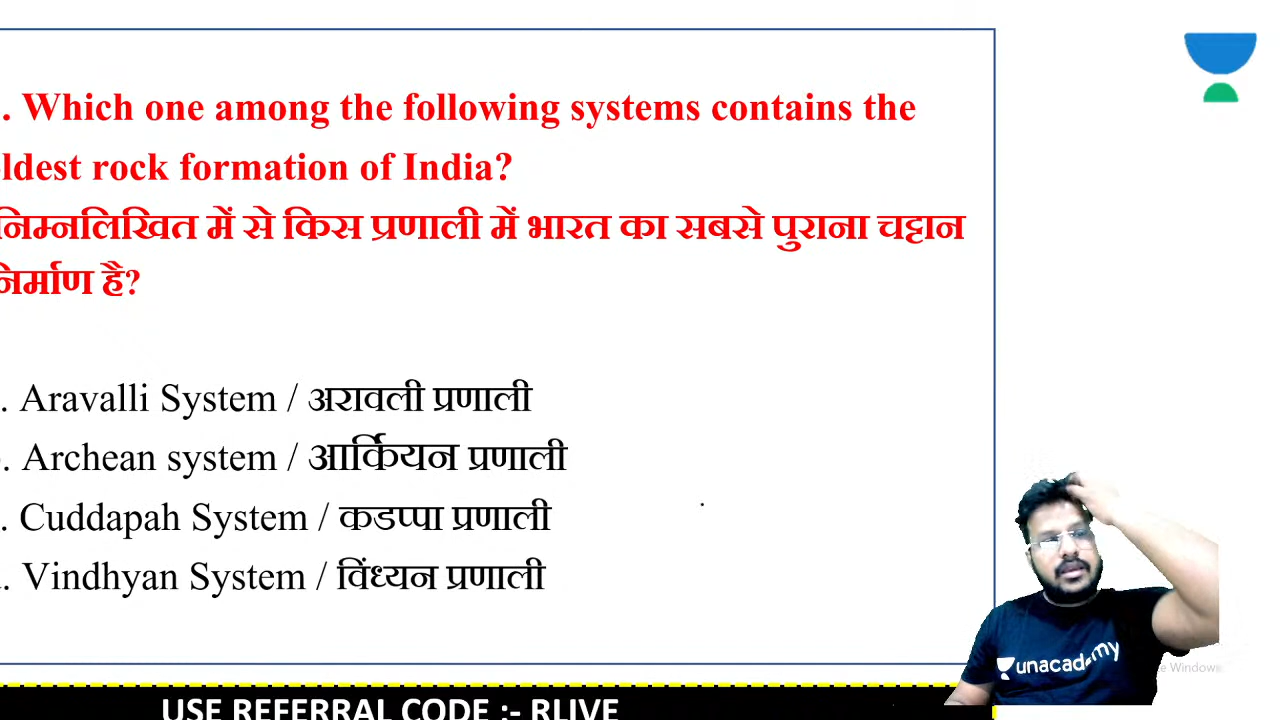 . Which one among the following systems contains the
ldest rock formation of India?
निम्नलिखित में से किस प्रणाली में भारत का सबसे पुराना चट्टान
निर्माण है?
. Aravalli System / अरावली प्रणाली
. Archean system / आर्कियन प्रणाली
. Cuddapah System / कडप्पा प्रणाली
. Vindhyan System / विंध्यन प्रणाली
unacademy
e Windows
USE REFERRAL CODE :- RLIVE